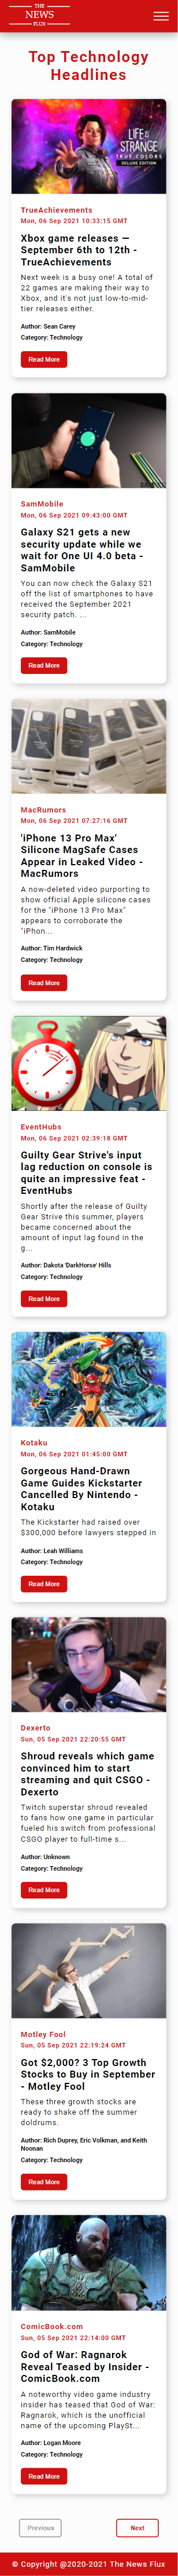 THE
NEWS
FLUX
Top Technology
Headlines
LIFE is
STRANGE
TRUE COLORS
DELUXE EDITION
TrueAchievements
Mon, 06 Sep 2021 10:33:15 GMT
Xbox game releases —
September 6th to 12th -
TrueAchievements
Next week is a busy one! A total of
22 games are making their way to
Xbox, and it's not just low-to-mid-
tier releases either.
Author: Sean Carey
Category: Technology
Read More
SamMobile
Mon, 06 Sep 2021 09:43:00 GMT
Galaxy S21 gets a new
security update while we
wait for One UI 4.0 beta -
SamMobile
You can now check the Galaxy S21
off the list of smartphones to have
received the September 2021
security patch. ...
Author: SamMobile
Category: Technology
Read More
MacRumors
Mon, 06 Sep 2021 07:27:16 GMT
'iPhone 13 Pro Max'
Silicone MagSafe Cases
Appear in Leaked Video -
MacRumors
A now-deleted video purporting to
show official Apple silicone cases
for the "iPhone 13 Pro Max"
appears to corroborate the
"iPhon...
Author: Tim Hardwick
Category: Technology
Read More
EventHubs
Mon, 06 Sep 2021 02:39:18 GMT
Guilty Gear Strive's input
lag reduction on console is
quite an impressive feat -
EventHubs
Shortly after the release of Guilty
Gear Strive this summer, players
became concerned about the
amount of input lag found in the
g...
Author: Dakota 'DarkHorse' Hills
Category: Technology
Read More
Kotaku
Mon, 06 Sep 2021 01:45:00 GMT
Gorgeous Hand-Drawn
Game Guides Kickstarter
Cancelled By Nintendo -
Kotaku
The Kickstarter had raised over
$300,000 before lawyers stepped in
Author: Leah Williams
Category: Technology
Read More
Dexerto
Sun, 05 Sep 2021 22:20:55 GMT
Shroud reveals which game
convinced him to start
streaming and quit CSGO -
Dexerto
Twitch superstar shroud revealed
to fans how one game in particular
fueled his switch from professional
CSGO player to full-time s...
Author: Unknown
Category: Technology
Read More
Motley Fool
Sun, 05 Sep 2021 22:19:24 GMT
Got $2,000? 3 Top Growth
Stocks to Buy in September
- Motley Fool
These three growth stocks are
ready to shake off the summer
doldrums.
Author: Rich Duprey, Eric Volkman, and Keith
Noonan
Category: Technology
Read More
ComicBook.com
Sun, 05 Sep 2021 22:14:00 GMT
God of War: Ragnarok
Reveal Teased by Insider -
ComicBook.com
A noteworthy video game industry
insider has teased that God of War:
Ragnarok, which is the unofficial
name of the upcoming PlaySt...
Author: Logan Moore
Category: Technology
Read More
Previous
Next
© Copyright @2020-2021 The News Flux